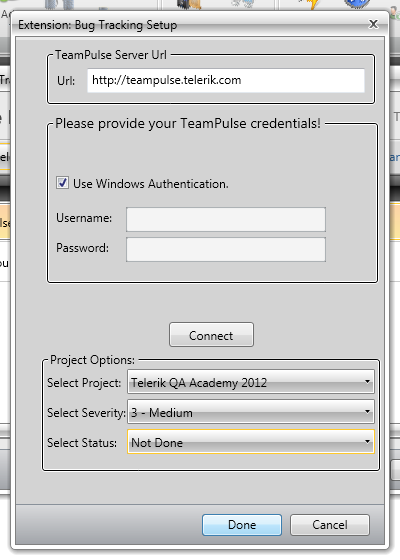 Extension: Bug Tracking Setup
TeamPulse Server Url
Url: http://teampulse.telerik.com
Please provide your TeamPulse credentials!
Use Windows Authentication.
Username:
Password:
Connect
Project Options:
Select Project: Telerik QA Academy 2012
Select Severity: 3 - Medium
Select Status: Not Done
Done Cancel